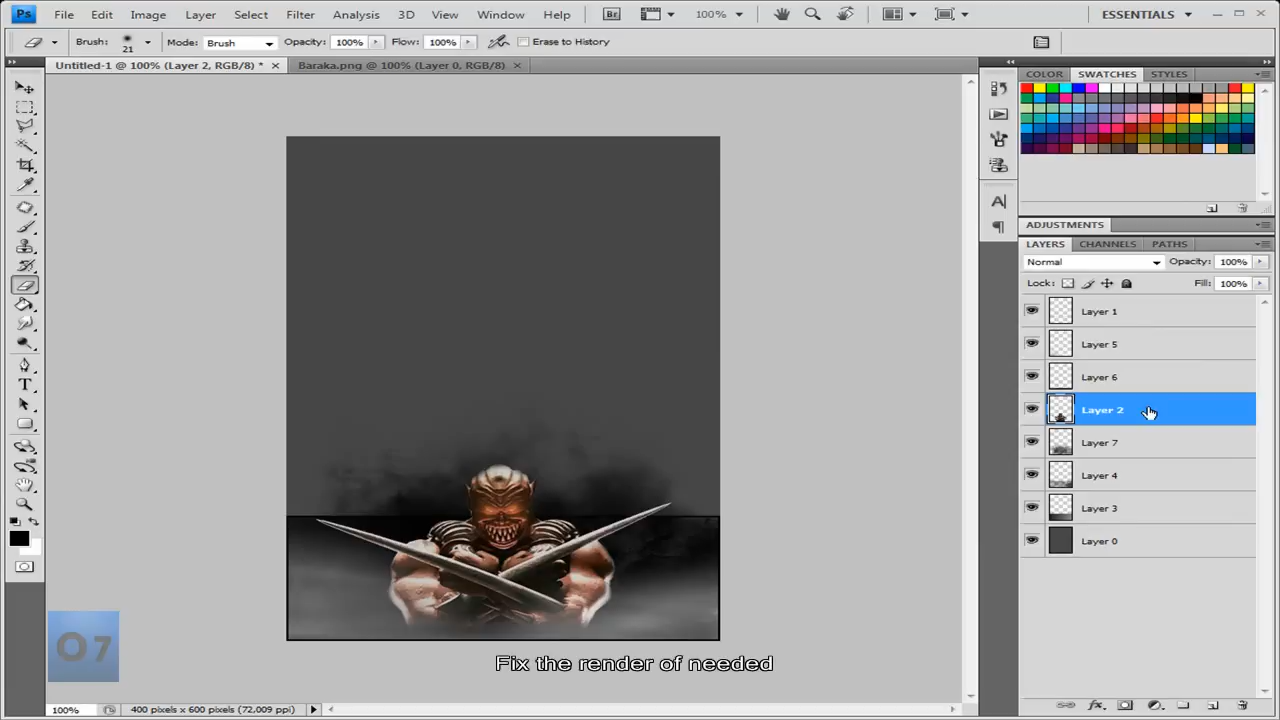 Ps File Edit Image Layer Select Filter Analysis 3D View Window Help Br 100% ESSENTIALS
Brush: 21 Mode: Brush Opacity: 100% Flow: 100% Erase to History
Untitled-1 @ 100% (Layer 2, RGB/8) * Baraka.png @ 100% (Layer 0, RGB/8)
COLOR SWATCHES STYLES
ADJUSTMENTS
LAYERS CHANNELS PATHS
Normal Opacity: 100%
Lock: Fill: 100%
Layer 1
Layer 5
Layer 6
Layer 2
Layer 7
Layer 4
Layer 3
Layer 0
07
Fix the render of needed
100% 400 pixels x 600 pixels (72,009 ppi)